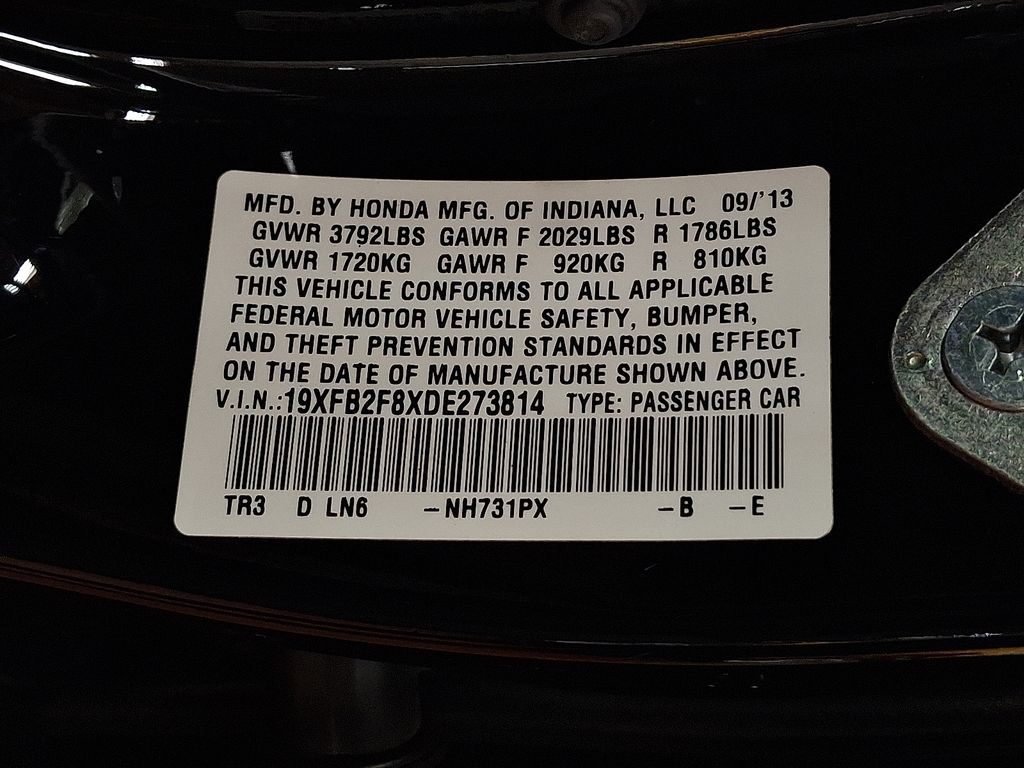 MFD. BY HONDA MFG. OF INDIANA, LLC 09/'13
GVWR 3792LBS GAWR F 2029LBS R 1786LBS
GVWR 1720KG GAWR F 920KG R 810KG
THIS VEHICLE CONFORMS TO ALL APPLICABLE
FEDERAL MOTOR VEHICLE SAFETY, BUMPER,
AND THEFT PREVENTION STANDARDS IN EFFECT
ON THE DATE OF MANUFACTURE SHOWN ABOVE.
V.I.N.:19XFB2F8XDE273814 TYPE: PASSENGER CAR
TR3 D LN6 -NH731PX -B -E